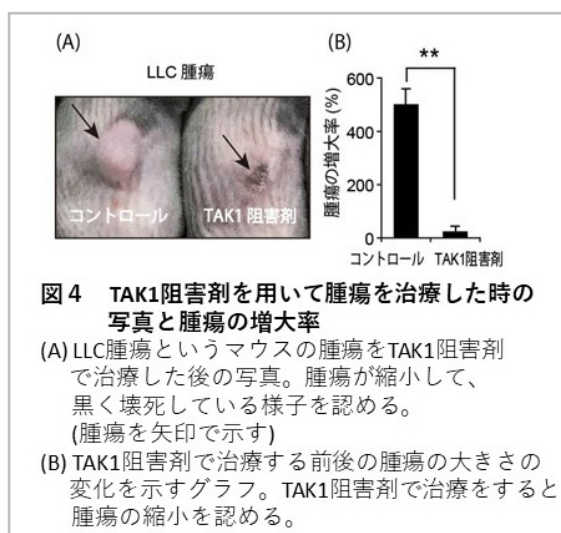 (A)
LLC 腫瘍
コントロール
TAK1 阻害剤
(B)
**
腫瘍の増大率 (%)
600
400
200
0
コントロール
TAK1阻害剤
図4 TAK1阻害剤を用いて腫瘍を治療した時の
写真と腫瘍の増大率
(A) LLC腫瘍というマウスの腫瘍をTAK1阻害剤
で治療した後の写真。腫瘍が縮小して、
黒く壊死している様子を認める。
(腫瘍を矢印で示す)
(B) TAK1阻害剤で治療する前後の腫瘍の大きさの
変化を示すグラフ。TAK1阻害剤で治療をすると
腫瘍の縮小を認める。